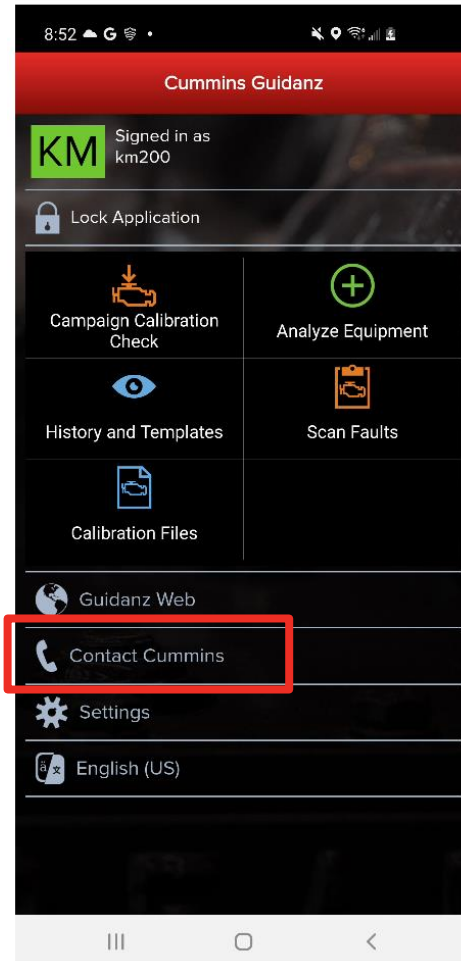 8:52 G
Cummins Guidanz
KM
Signed in as
km200
Lock Application
Campaign Calibration
Check
Analyze Equipment
History and Templates
Scan Faults
Calibration Files
Guidanz Web
Contact Cummins
Settings
English (US)